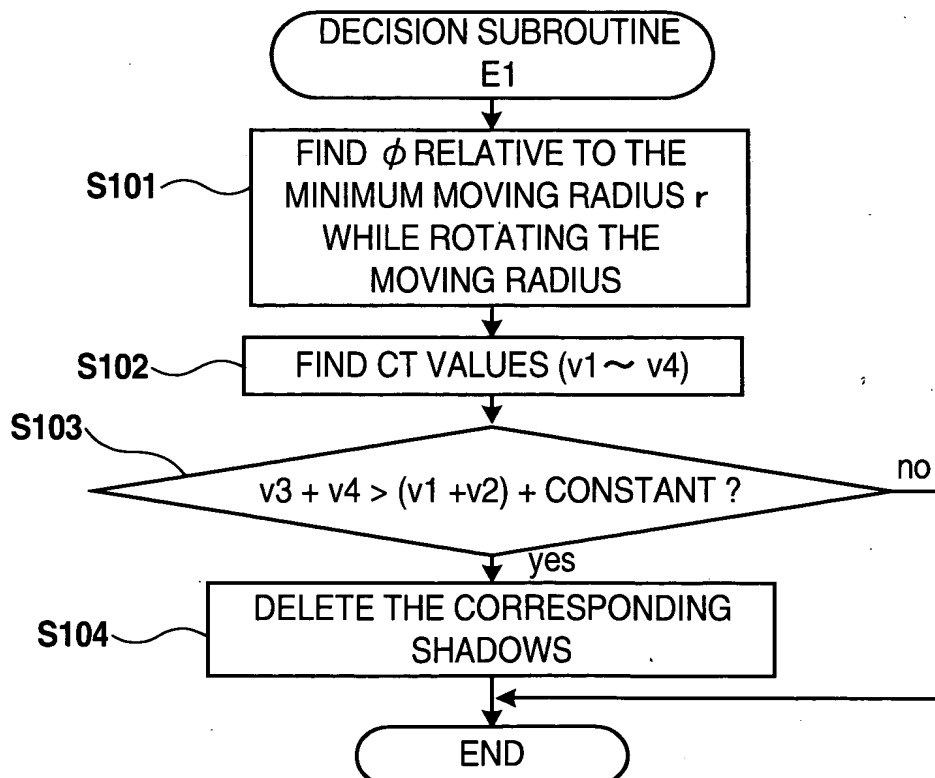 DECISION SUBROUTINE
E1
S101
FIND ϕ RELATIVE TO THE
MINIMUM MOVING RADIUS r
WHILE ROTATING THE
MOVING RADIUS
S102
FIND CT VALUES (v1～ v4)
S103
v3 + v4 > (v1 +v2) + CONSTANT ?
no
yes
S104
DELETE THE CORRESPONDING
SHADOWS
END